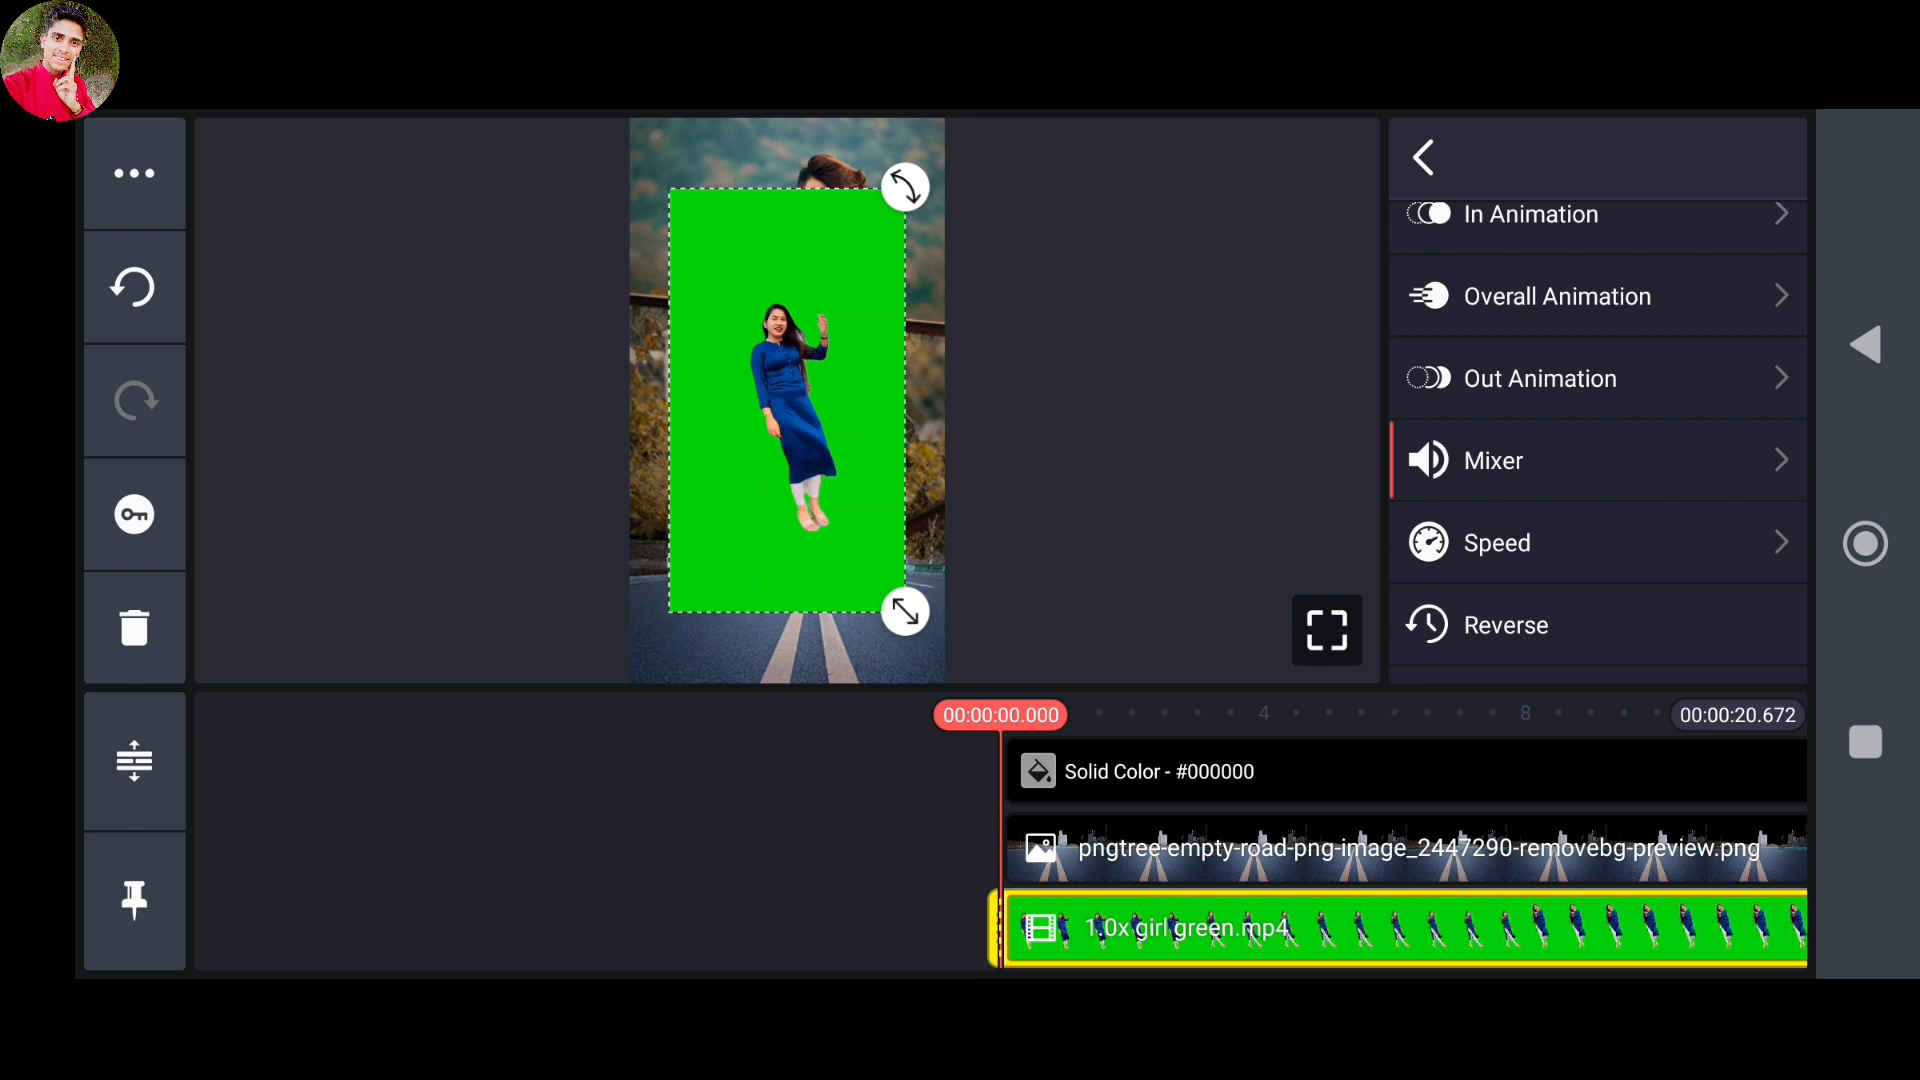 In Animation
Overall Animation
Out Animation
Mixer
Speed
Reverse
00:00:00.000
4
8
00:00:20.672
Solid Color - #000000
pngtree-empty-road-png-image_2447290-removebg-preview.png
1.0x girl green.mp4